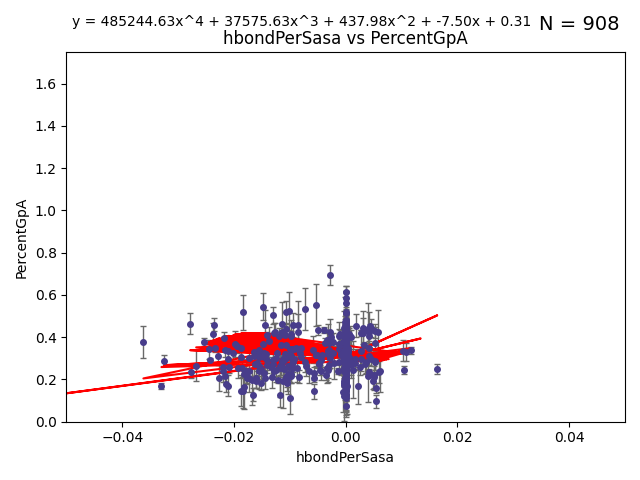 y = 485244.63x^4 + 37575.63x^3 + 437.98x^2 + -7.50x + 0.31
N = 908
hbondPerSasa vs PercentGpA
1.6
1.4
1.2
1.0
0.8
0.6
0.4
0.2
0.0
PercentGpA
−0.04 −0.02 0.00 0.02 0.04
hbondPerSasa